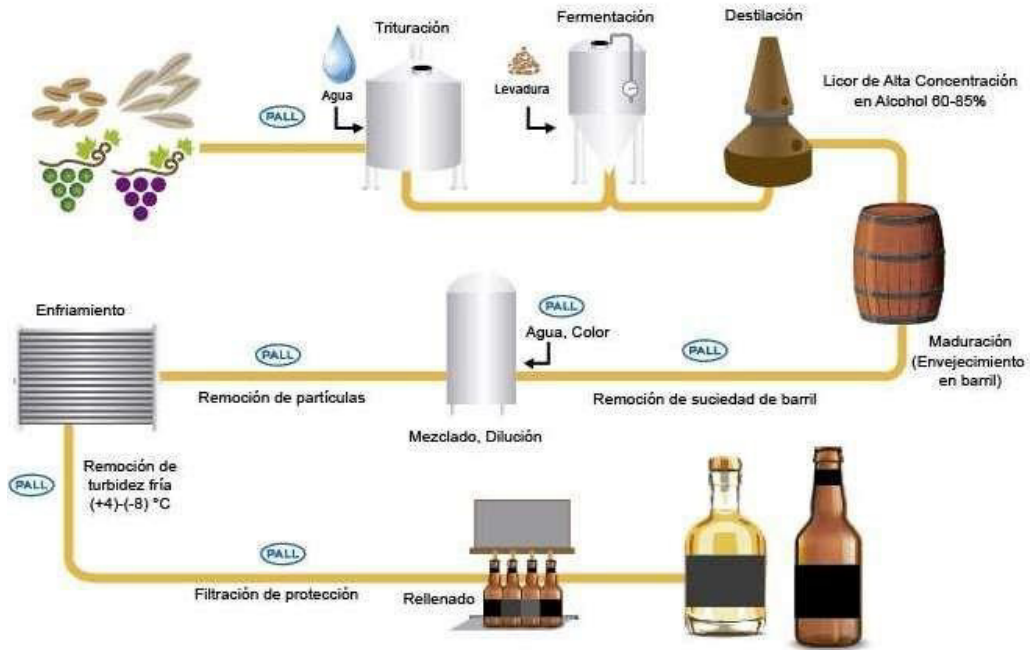 Trituración
Fermentación
Destilación
Agua
Levadura
PALL
Licor de Alta Concentración
en Alcohol 60-85%
Enfriamiento
PALL
Agua, Color
PALL
PALL
Maduración
(Envejecimiento
en barril)
Remoción de partículas
Remoción de suciedad de barril
Mezclado, Dilución
PALL
Remoción de
turbidez fría
(+4)-(-8) °C
PALL
Filtración de protección
Rellenado